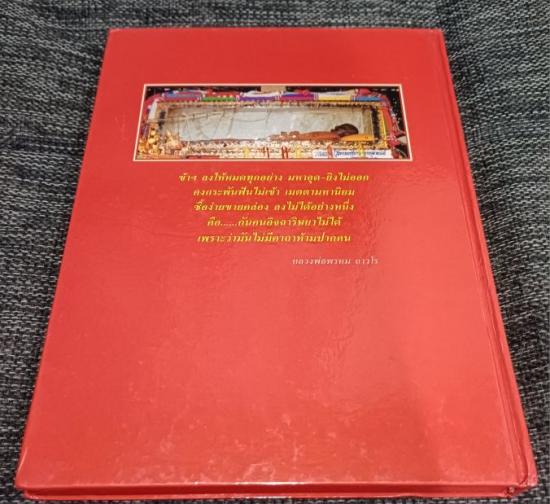 ข้าฯ ลงให้หมดทุกอย่าง มหาอุด-ยิงไม่ออก
คงกระพันฟันไม่เข้า เมตตามหานิยม
ซื้อง่ายขายคล่อง ลงไม่ได้อย่างหนึ่ง
คือ.....กันคนอิจฉาริษยาไม่ได้
เพราะว่ามันไม่มีคาถาห้ามปากคน
หลวงพ่อพรหม ถาวโร